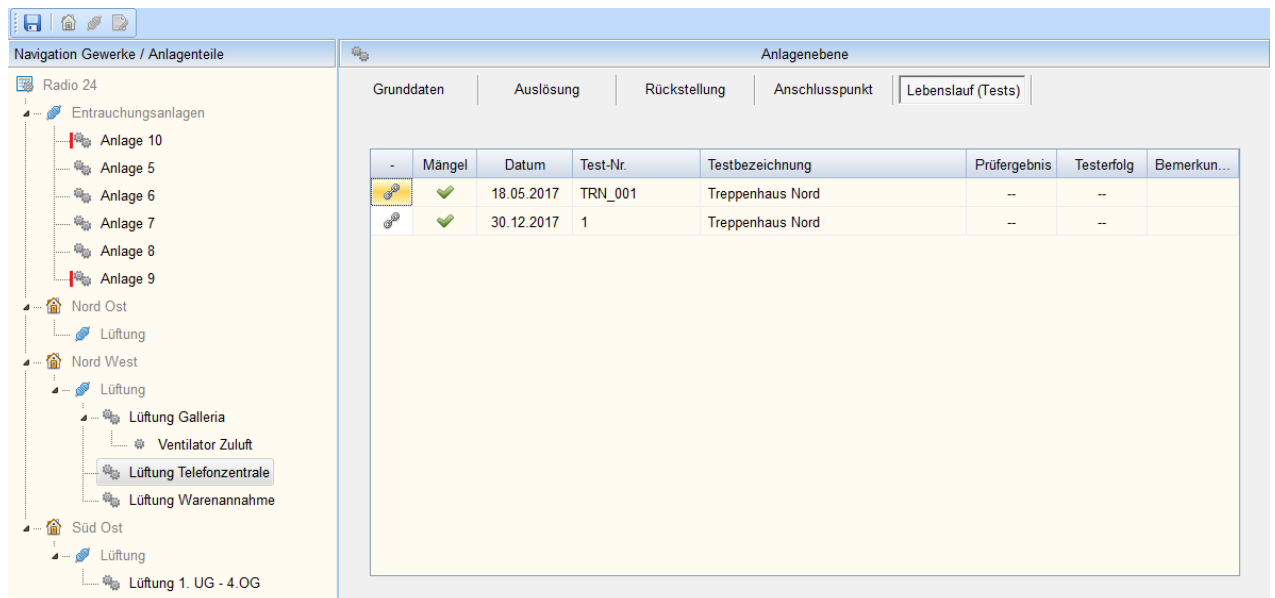 Navigation Gewerke / Anlagenteile
Radio 24
Entrauchungsanlagen
Anlage 10
Anlage 5
Anlage 6
Anlage 7
Anlage 8
Anlage 9
Nord Ost
Lüftung
Nord West
Lüftung
Lüftung Galleria
Ventilator Zuluft
Lüftung Telefonzentrale
Lüftung Warenannahme
Süd Ost
Lüftung
Lüftung 1. UG - 4.OG
Anlagenebene
Grunddaten Auslösung Rückstellung Anschlusspunkt Lebenslauf (Tests)
- Mängel Datum Test-Nr. Testbezeichnung Prüfergebnis Testerfolg Bemerkun...
18.05.2017 TRN_001 Treppenhaus Nord -- --
30.12.2017 1 Treppenhaus Nord -- --